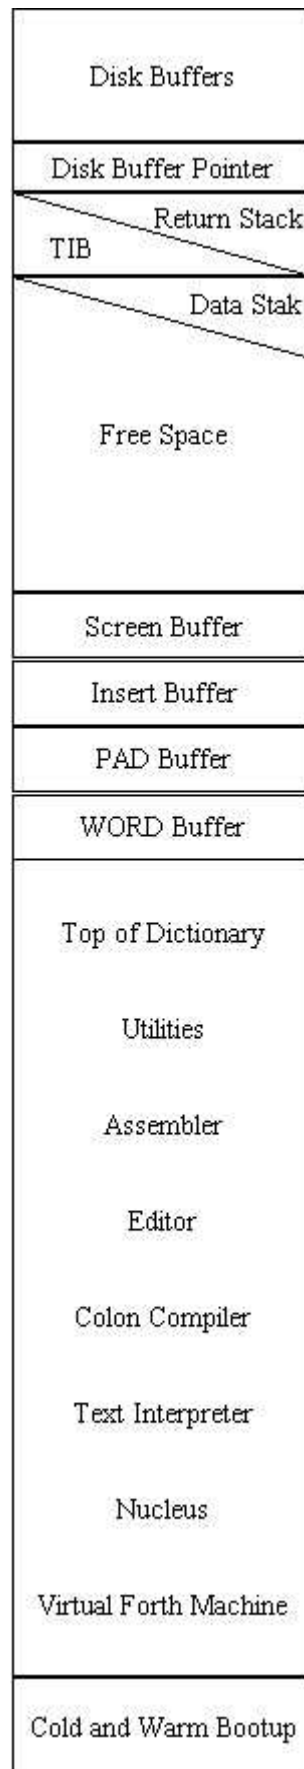 Disk Buffers
Disk Buffer Pointer
Return Stack
TIB
Data Stak
Free Space
Screen Buffer
Insert Buffer
PAD Buffer
WORD Buffer
Top of Dictionary
Utilities
Assembler
Editor
Colon Compiler
Text Interpreter
Nucleus
Virtual Forth Machine
Cold and Warm Bootup